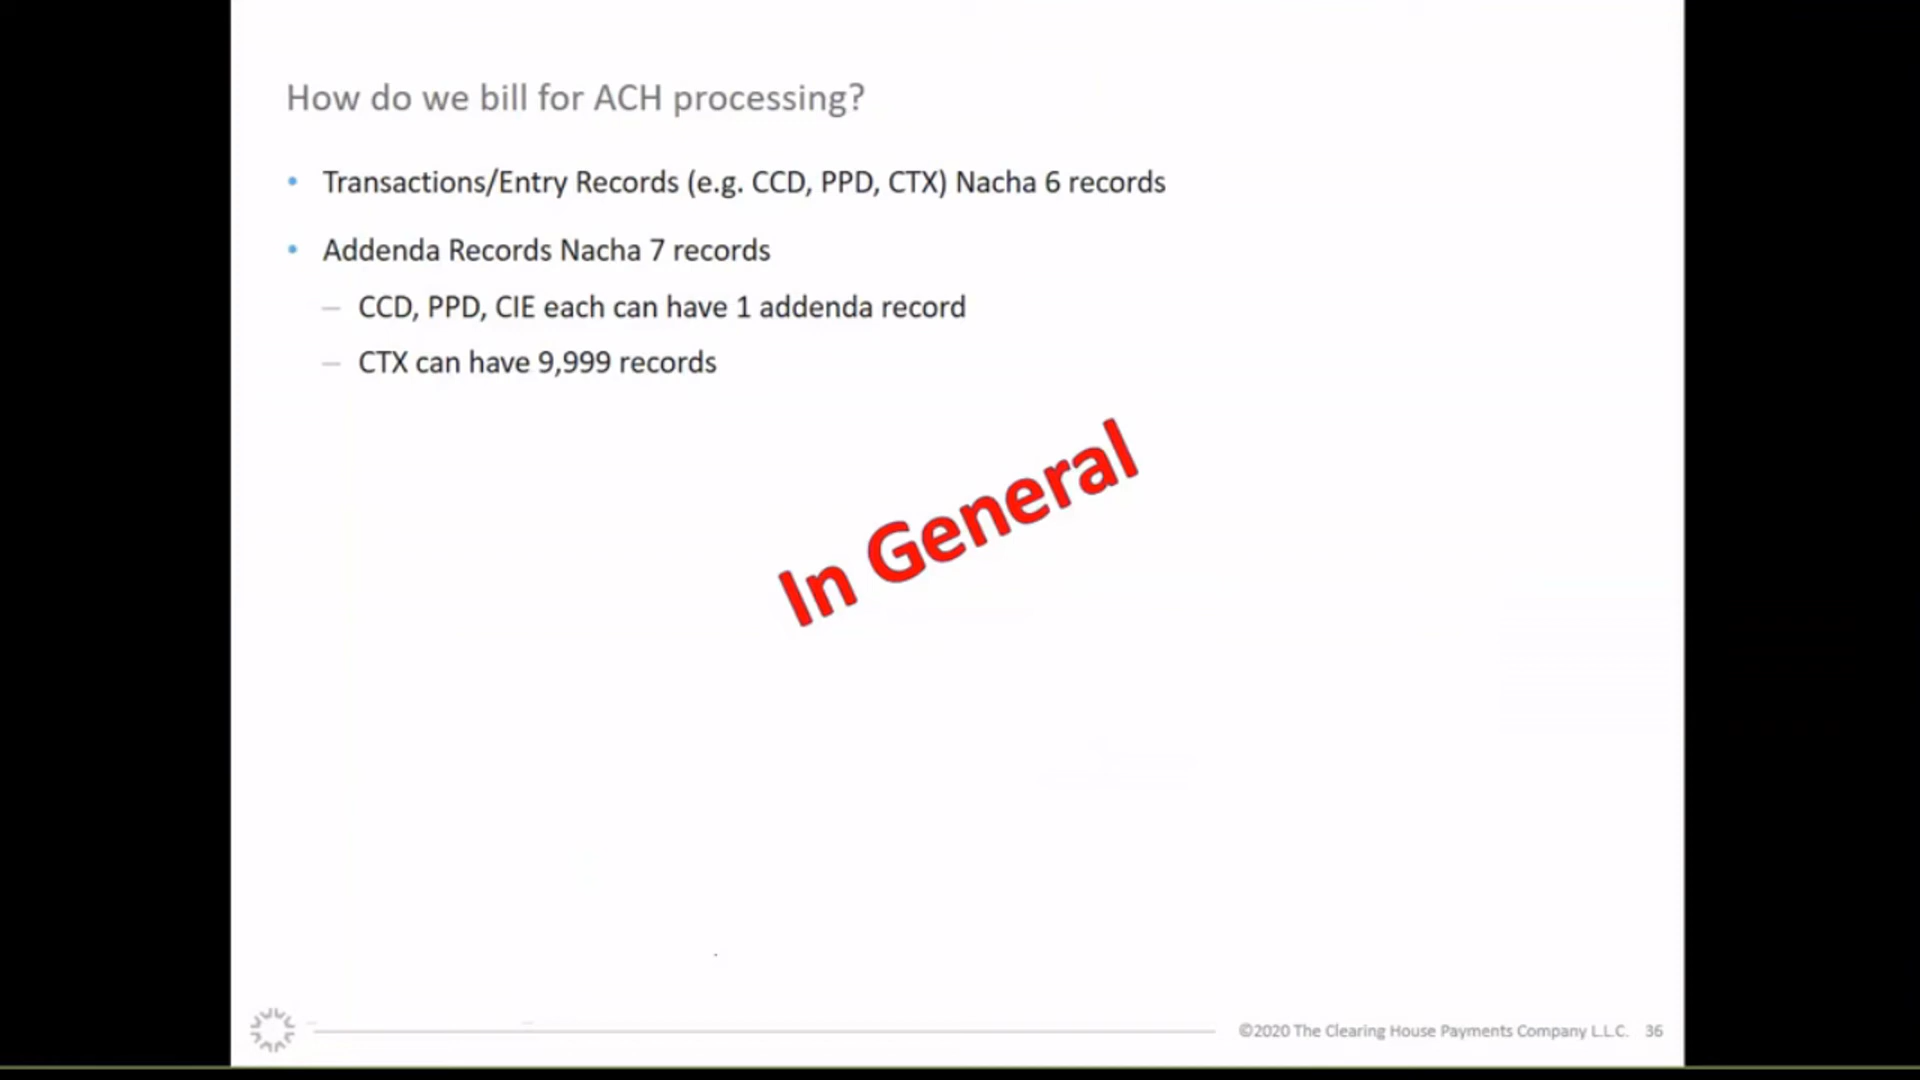 How do we bill for ACH processing?
• Transactions/Entry Records (e.g. CCD, PPD, CTX) Nacha 6 records
• Addenda Records Nacha 7 records
– CCD, PPD, CIE each can have 1 addenda record
– CTX can have 9,999 records
In General
©2020 The Clearing House Payments Company L.L.C. 36